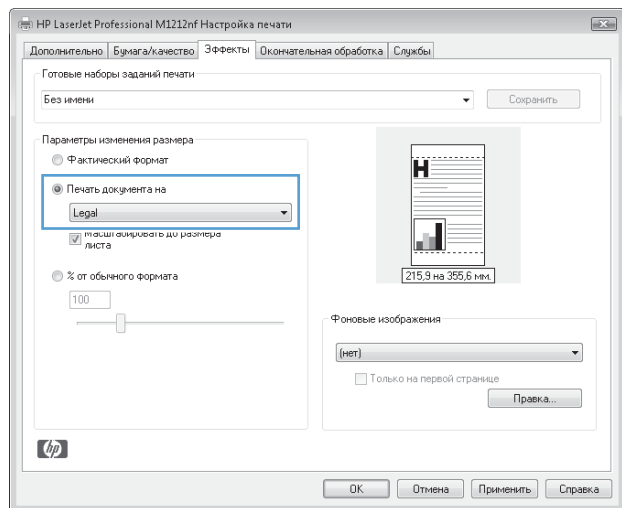 HP LaserJet Professional M1212nf Настройка печати
Дополнительно Бумага/качество Эффекты Окончательная обработка Службы
Готовые наборы заданий печати
Без имени
Сохранить
Параметры изменения размера
Фактический формат
Печать документа на
Legal
Масштабировать до размера
листа
% от обычного формата
100
H
215,9 на 355,6 мм.
Фоновые изображения
(нет)
Только на первой странице
Правка...
hp
OK Отмена Применить Справка